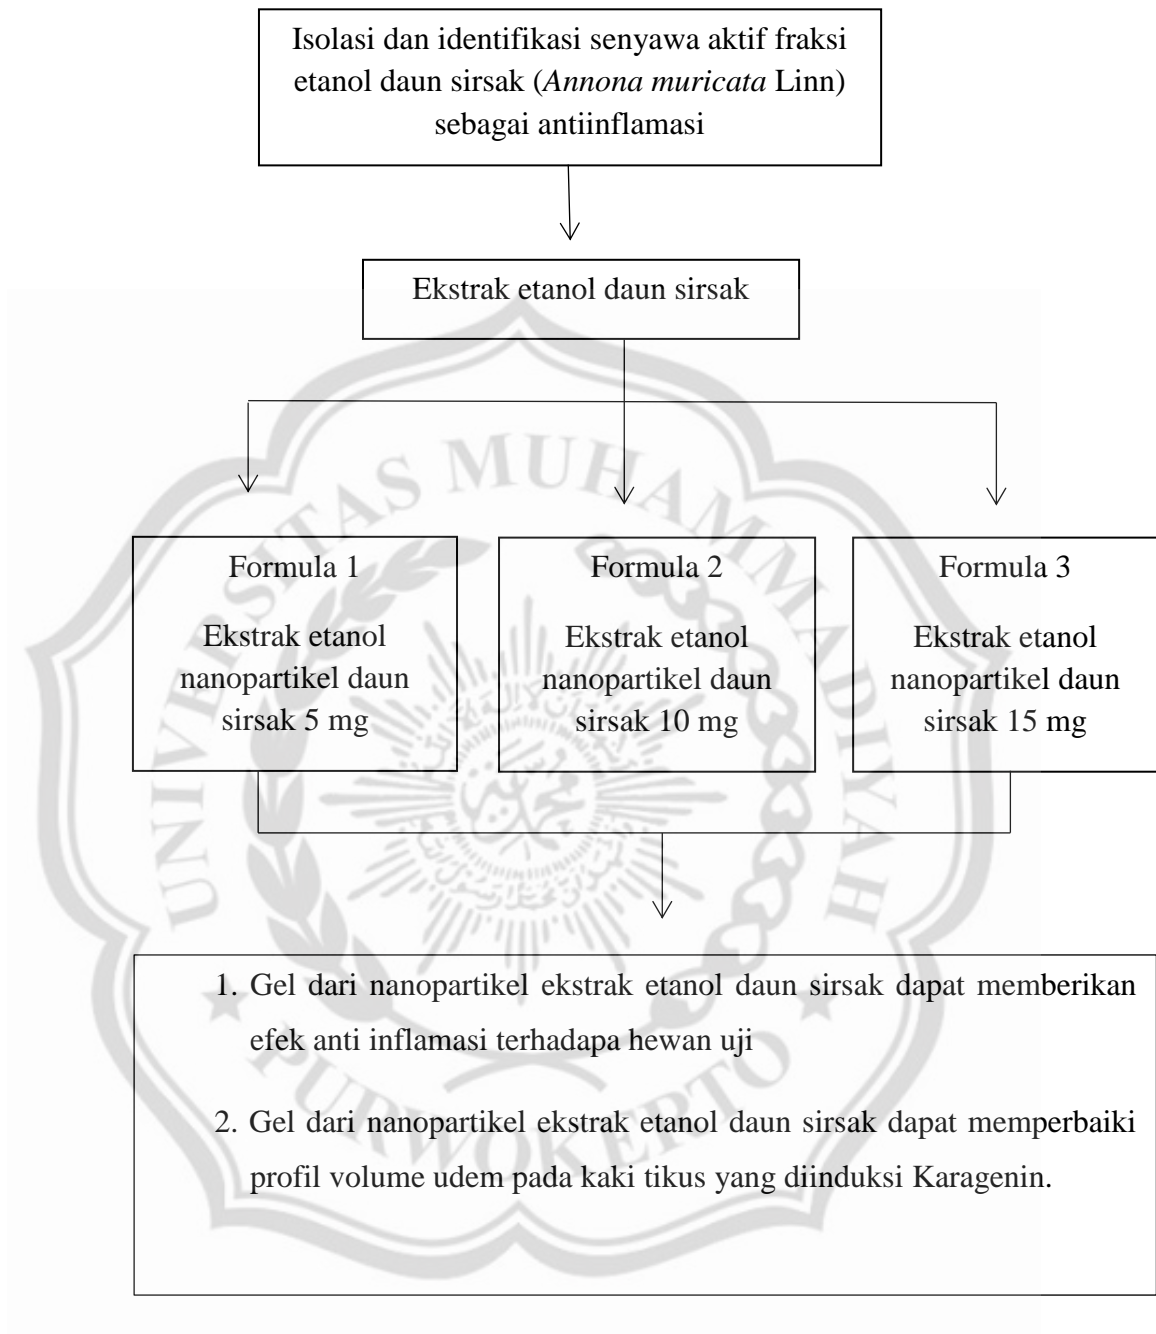 Isolasi dan identifikasi senyawa aktif fraksi
etanol daun sirsak (Annona muricata Linn)
sebagai antiinflamasi
Ekstrak etanol daun sirsak
Formula 1
Ekstrak etanol
nanopartikel daun
sirsak 5 mg
Formula 2
Ekstrak etanol
nanopartikel daun
sirsak 10 mg
Formula 3
Ekstrak etanol
nanopartikel daun
sirsak 15 mg
1. Gel dari nanopartikel ekstrak etanol daun sirsak dapat memberikan
efek anti inflamasi terhadapa hewan uji
2. Gel dari nanopartikel ekstrak etanol daun sirsak dapat memperbaiki
profil volume udem pada kaki tikus yang diinduksi Karagenin.
UNIVERSITAS MUHAMMADIYAH
PURWOKERTO